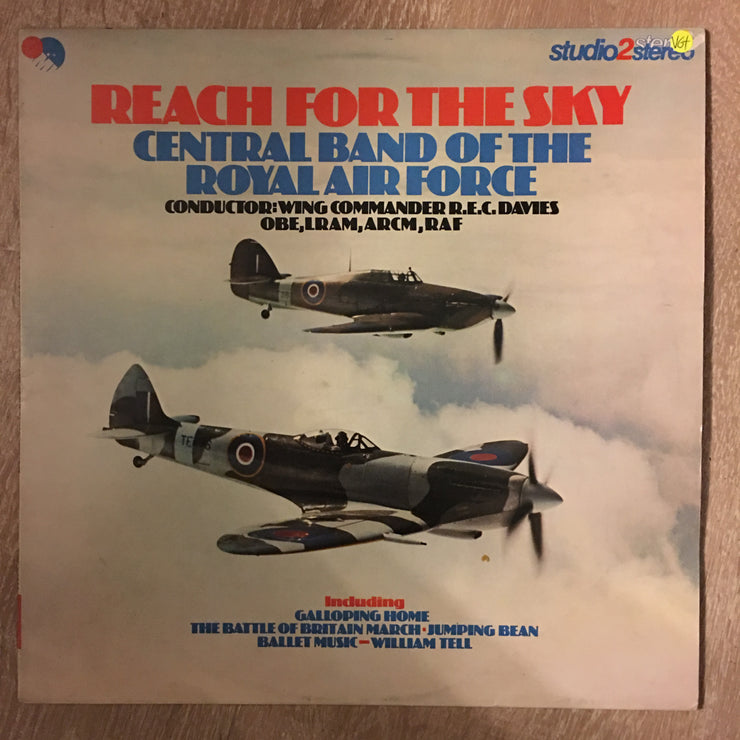 studio2stereo
VG+
REACH FOR THE SKY
CENTRAL BAND OF THE
ROYAL AIR FORCE
CONDUCTOR:WING COMMANDER R.E.C. DAVIES
OBE,LRAM,ARCM,RAF
Including
GALLOPING HOME
THE BATTLE OF BRITAIN MARCH·JUMPING BEAN
BALLET MUSIC—WILLIAM TELL